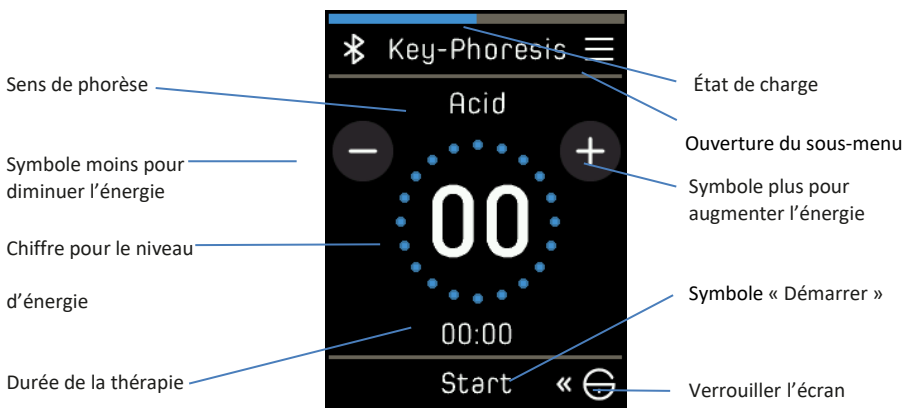 Key-Phoresis
Sens de phorèse
État de charge
Acid
Ouverture du sous-menu
Symbole moins pour
diminuer l’énergie
Symbole plus pour
augmenter l’énergie
00
Chiffre pour le niveau
d’énergie
Symbole « Démarrer »
00:00
Durée de la thérapie
Start «
Verrouiller l’écran